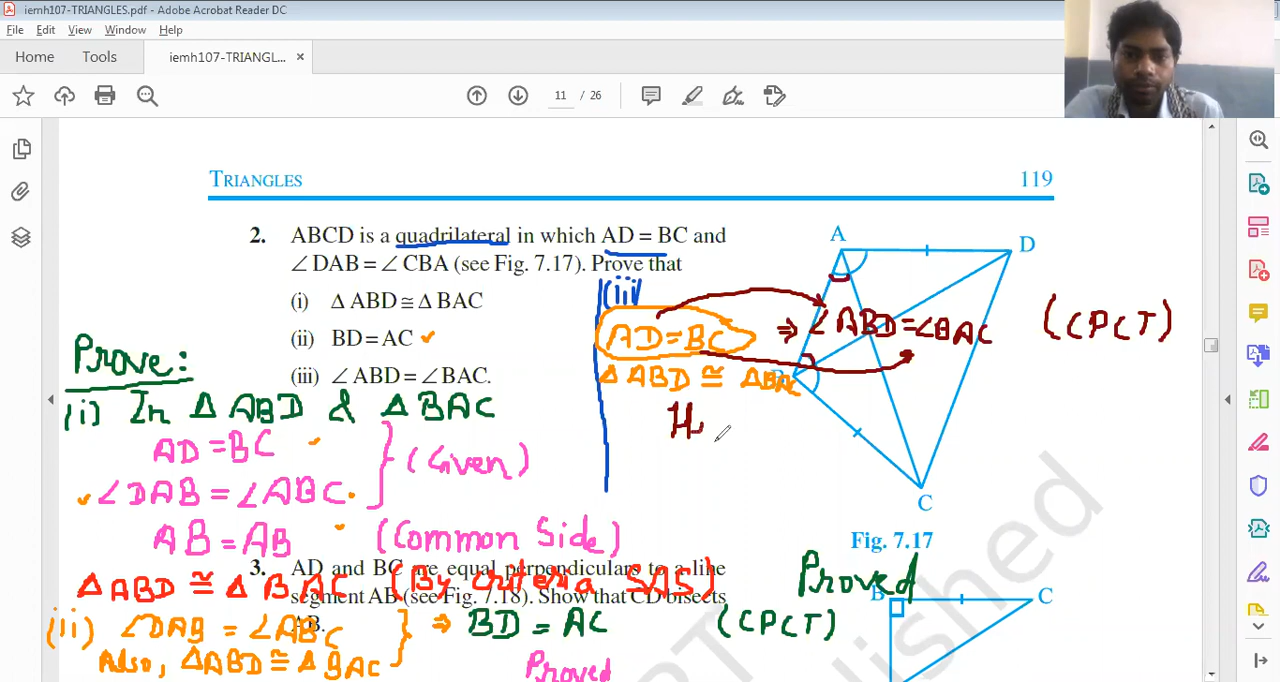 iemh107-TRIANGLES.pdf - Adobe Acrobat Reader DC
File Edit View Window Help
Home Tools iemh107-TRIANGL... ×
11 / 26
TRIANGLES 119
2. ABCD is a quadrilateral in which AD = BC and
∠ DAB = ∠ CBA (see Fig. 7.17). Prove that
(i) Δ ABD ≅ Δ BAC
(ii) BD = AC ✓
(iii) ∠ ABD = ∠ BAC.
(iii)
AD = BC ⇒ ∠ABD = ∠BAC (CPCT)
Δ ABD ≅ ΔBAC
H
A
D
B
C
Fig. 7.17
Prove:
(i) In Δ ABD & Δ BAC
AD = BC
∠DAB = ∠ABC } (Given)
AB = AB (Common Side)
3. AD and BC are equal perpendiculars to a line
segment AB (see Fig. 7.18). Show that CD bisects
AB.
Δ ABD ≅ Δ BAC (By criteria SAS)
(ii) ∠DAB = ∠ABC
Also, ΔABD ≅ ΔBAC } ⇒ BD = AC (CPCT)
Proved
Proved
B
C